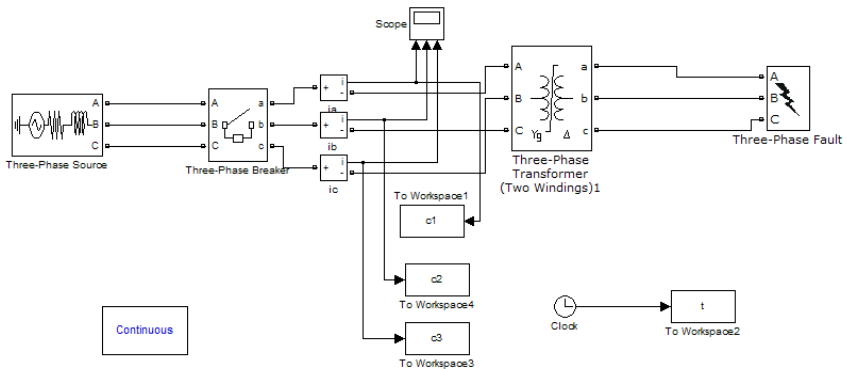 Scope
A
B
C
Three-Phase Source
A
B
C
a
b
c
Three-Phase Breaker
+
i
-
ia
+
i
-
ib
+
i
-
ic
A
B
C
a
b
c
Yg
Δ
Three-Phase
Transformer
(Two Windings)1
A
B
C
Three-Phase Fault
To Workspace1
c1
c2
To Workspace4
c3
To Workspace3
Continuous
Clock
t
To Workspace2